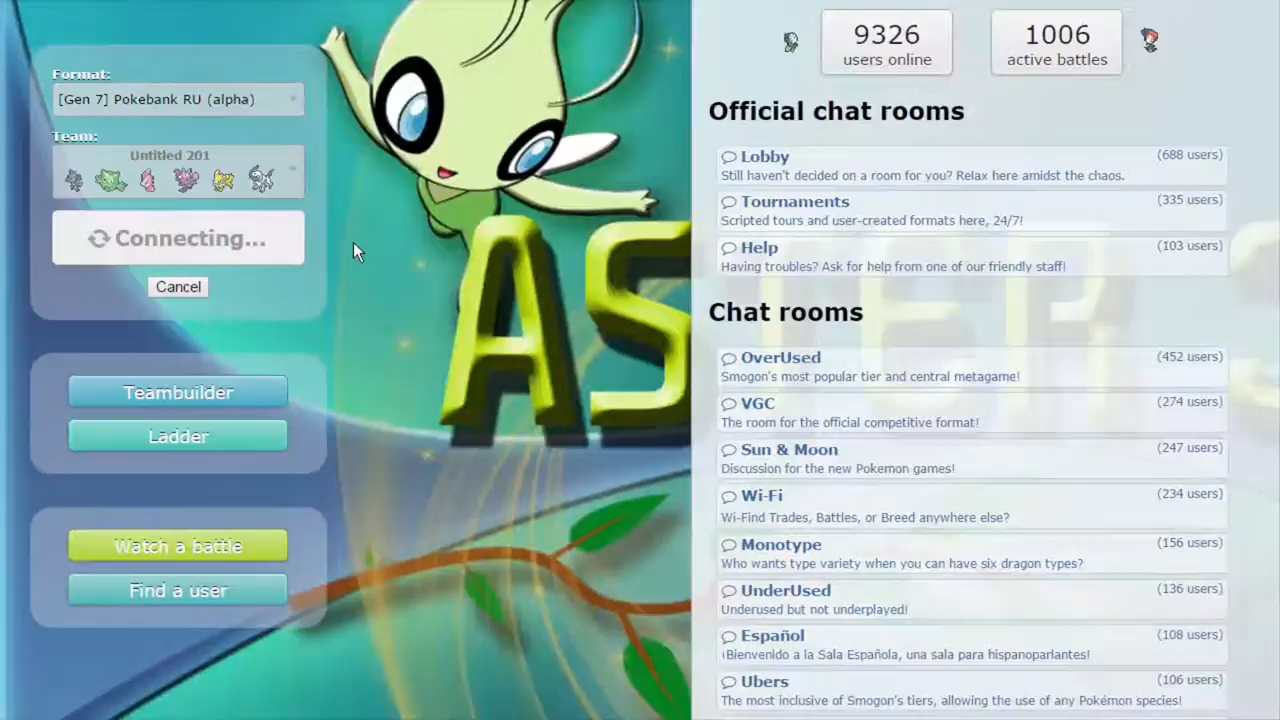 Format:
[Gen 7] Pokebank RU (alpha)
Team:
Untitled 201
Connecting...
Cancel
Teambuilder
Ladder
Watch a battle
Find a user
AS
9326
users online
1006
active battles
Official chat rooms
Lobby (688 users)
Still haven't decided on a room for you? Relax here amidst the chaos.
Tournaments (335 users)
Scripted tours and user-created formats here, 24/7!
Help (103 users)
Having troubles? Ask for help from one of our friendly staff!
Chat rooms
OverUsed (452 users)
Smogon's most popular tier and central metagame!
VGC (274 users)
The room for the official competitive format!
Sun & Moon (247 users)
Discussion for the new Pokemon games!
Wi-Fi (234 users)
Wi-Find Trades, Battles, or Breed anywhere else?
Monotype (156 users)
Who wants type variety when you can have six dragon types?
UnderUsed (136 users)
Underused but not underplayed!
Español (108 users)
¡Bienvenido a la Sala Española, una sala para hispanoparlantes!
Ubers (106 users)
The most inclusive of Smogon's tiers, allowing the use of any Pokémon species!